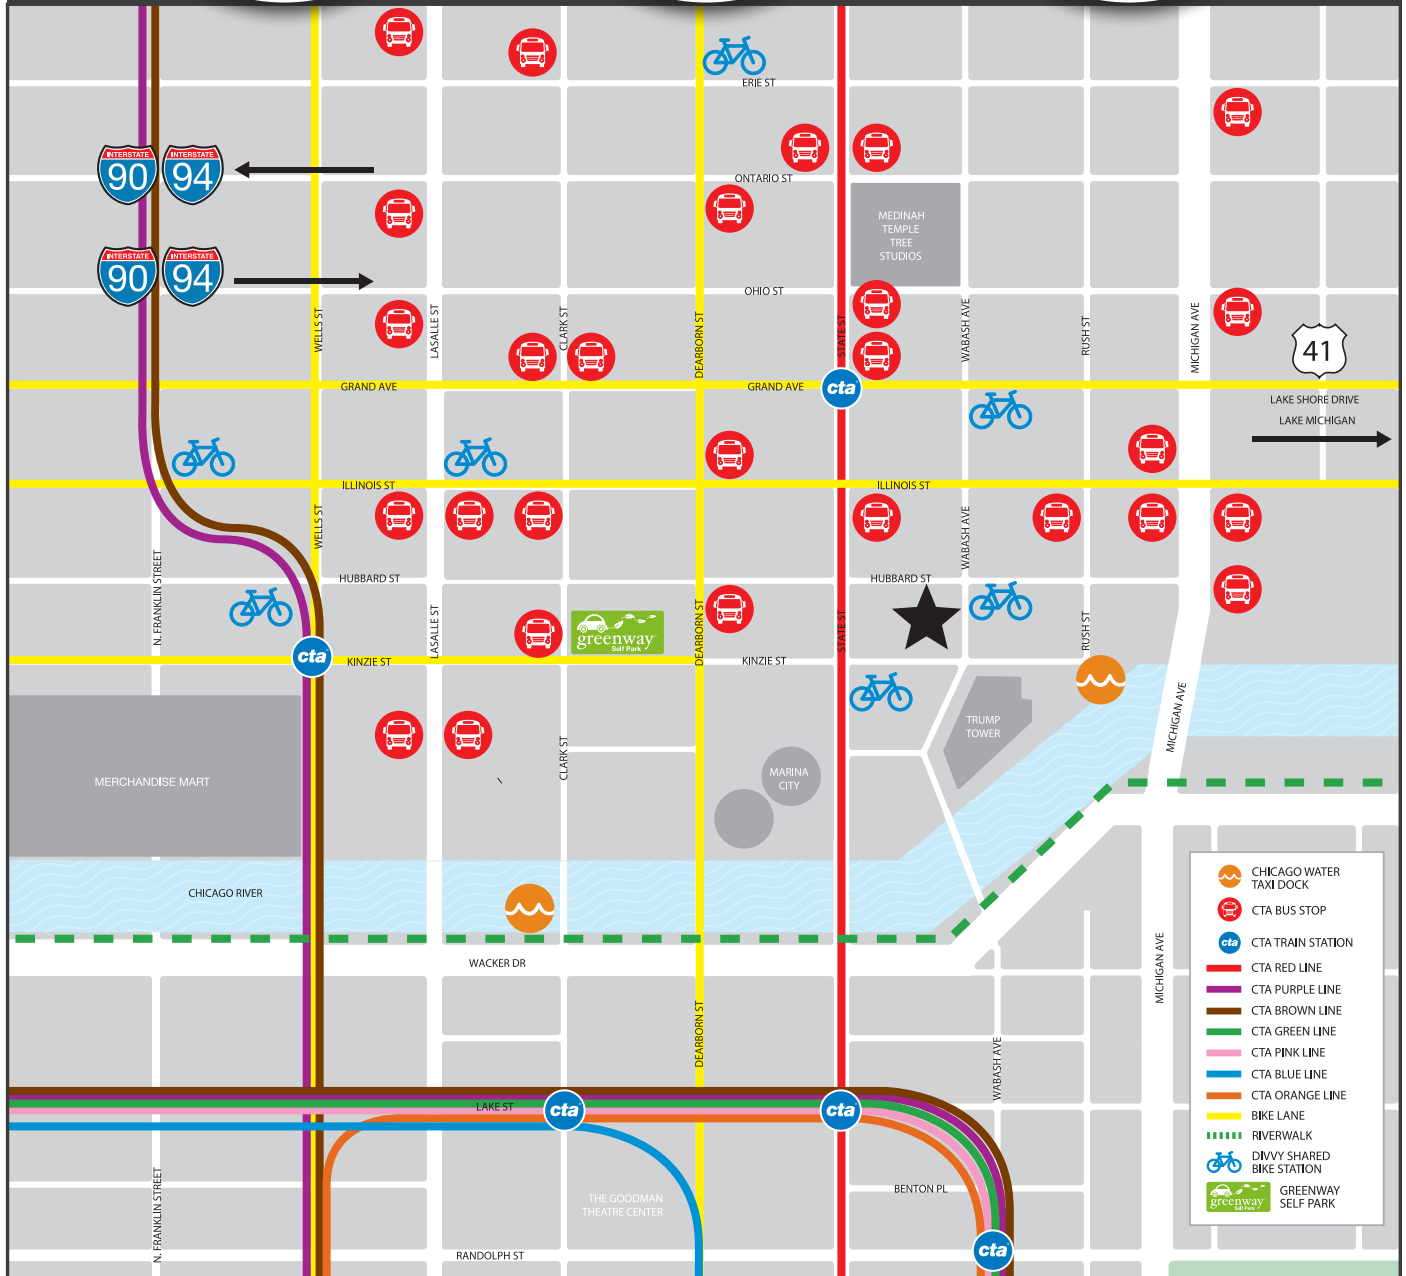 ERIE ST
INTERSTATE
90
INTERSTATE
94
ONTARIO ST
MEDINAH
TEMPLE
TREE
STUDIOS
INTERSTATE
90
INTERSTATE
94
OHIO ST
WELLS ST
LASALLE ST
CLARK ST
DEARBORN ST
STATE ST
WABASH AVE
RUSH ST
MICHIGAN AVE
41
GRAND AVE
GRAND AVE
cta
LAKE SHORE DRIVE
LAKE MICHIGAN
ILLINOIS ST
ILLINOIS ST
WELLS ST
WABASH AVE
N. FRANKLIN STREET
HUBBARD ST
HUBBARD ST
LASALLE ST
greenway
Self Park
DEARBORN ST
STATE ST
RUSH ST
cta
KINZIE ST
KINZIE ST
MICHIGAN AVE
TRUMP
TOWER
CLARK ST
MERCHANDISE MART
MARINA
CITY
CHICAGO RIVER
WACKER DR
MICHIGAN AVE
DEARBORN ST
WABASH AVE
LAKE ST
cta
cta
BENTON PL
THE GOODMAN
THEATRE CENTER
N. FRANKLIN STREET
RANDOLPH ST
cta
CHICAGO WATER
TAXI DOCK
CTA BUS STOP
cta
CTA TRAIN STATION
CTA RED LINE
CTA PURPLE LINE
CTA BROWN LINE
CTA GREEN LINE
CTA PINK LINE
CTA BLUE LINE
CTA ORANGE LINE
BIKE LANE
RIVERWALK
DIVVY SHARED
BIKE STATION
greenway
Self Park
GREENWAY
SELF PARK